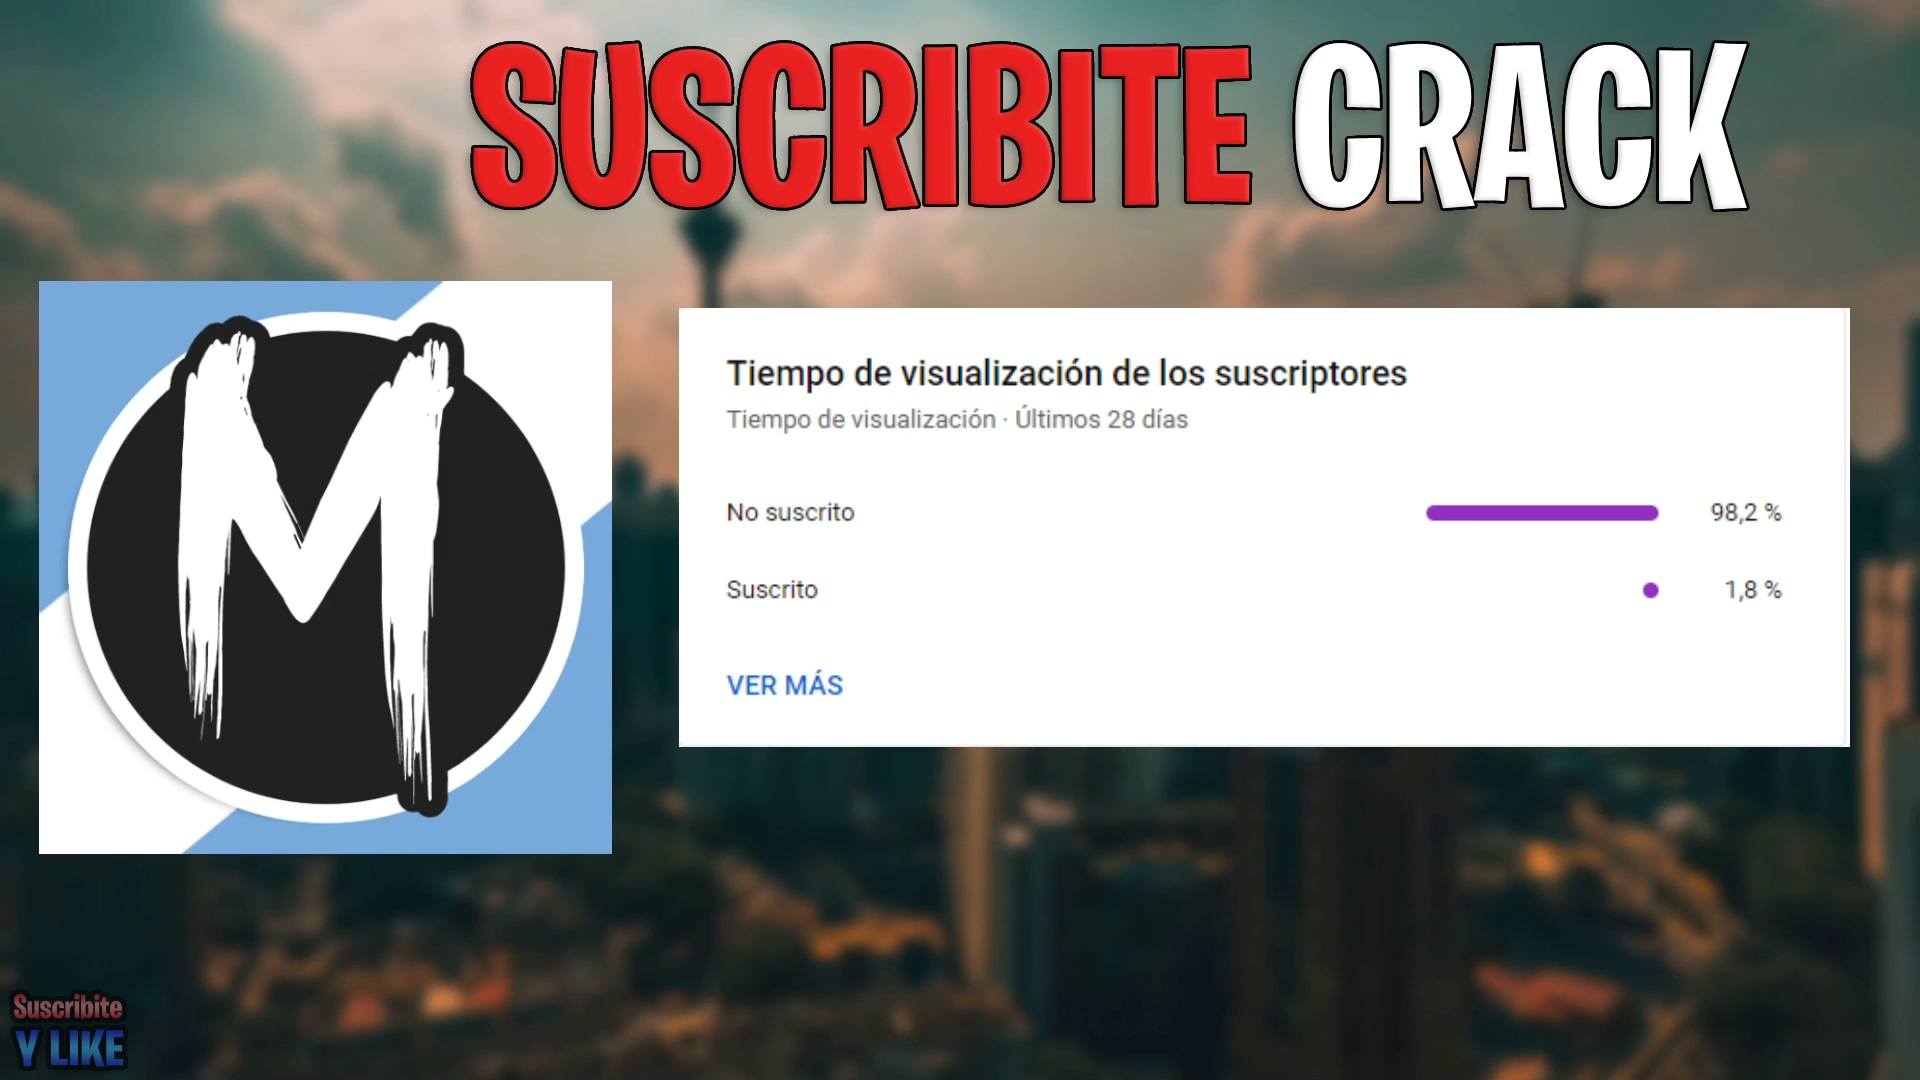 SUSCRIBITE CRACK
M
Tiempo de visualización de los suscriptores
Tiempo de visualización · Últimos 28 días
No suscrito 98,2 %
Suscrito 1,8 %
VER MÁS
Suscribite
Y LIKE